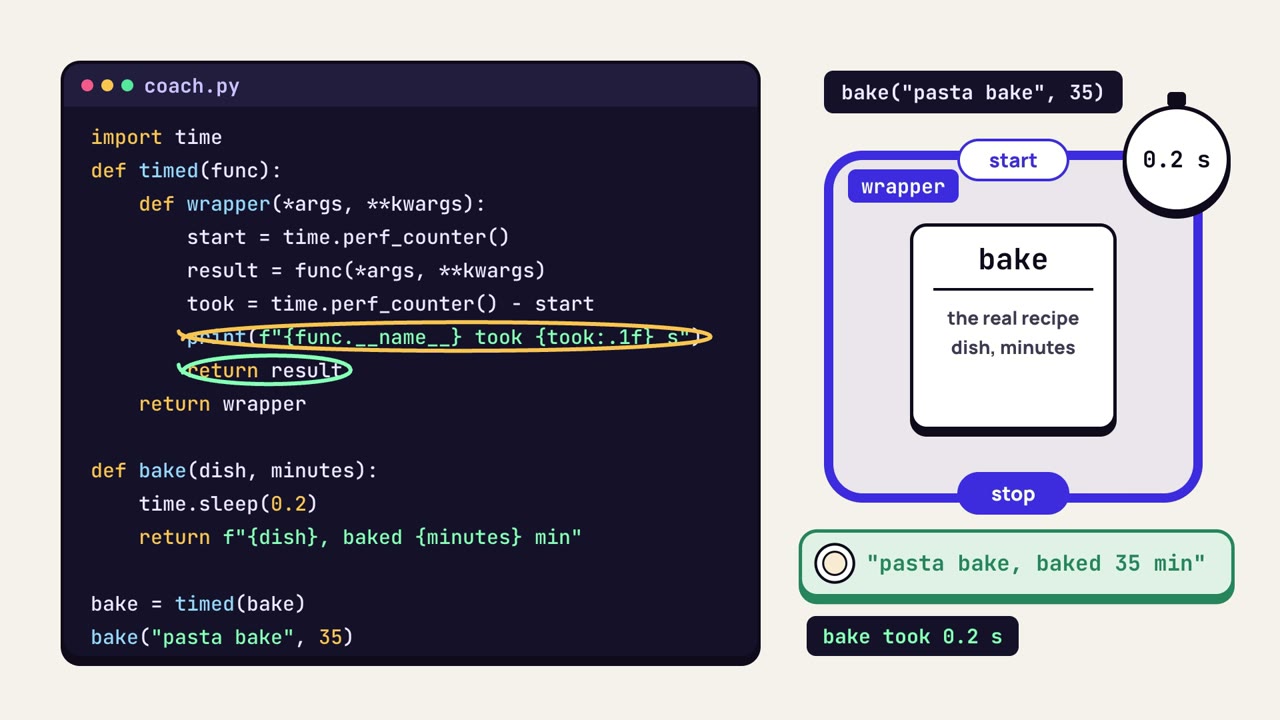 coach.py
import time
def timed(func):
    def wrapper(*args, **kwargs):
        start = time.perf_counter()
        result = func(*args, **kwargs)
        took = time.perf_counter() - start
        print(f"{func.__name__} took {took:.1f} s")
        return result
    return wrapper

def bake(dish, minutes):
    time.sleep(0.2)
    return f"{dish}, baked {minutes} min"

bake = timed(bake)
bake("pasta bake", 35)
bake("pasta bake", 35)
0.2 s
start
wrapper
bake
the real recipe
dish, minutes
stop
"pasta bake, baked 35 min"
bake took 0.2 s